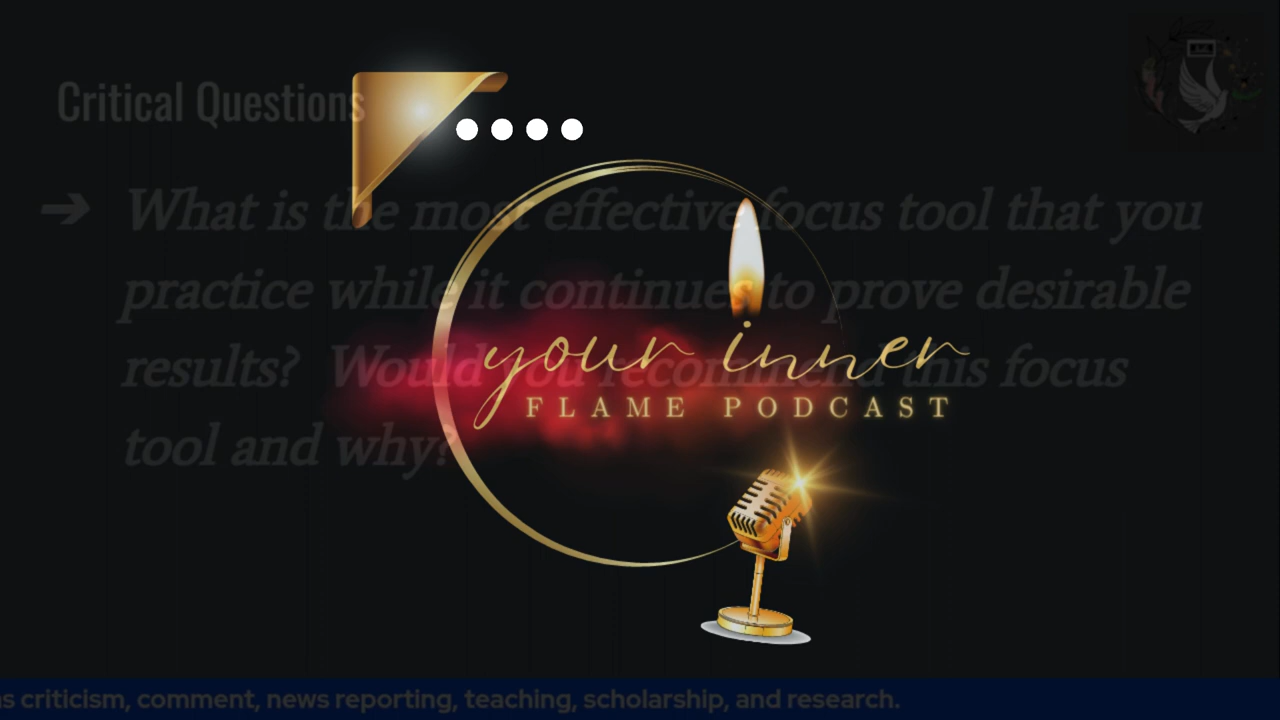 Critical Questions
➔ What is the most effective focus tool that you
practice while it continues to prove desirable
results? Would you recommend this focus
tool and why?
your inner
FLAME PODCAST
as criticism, comment, news reporting, teaching, scholarship, and research.